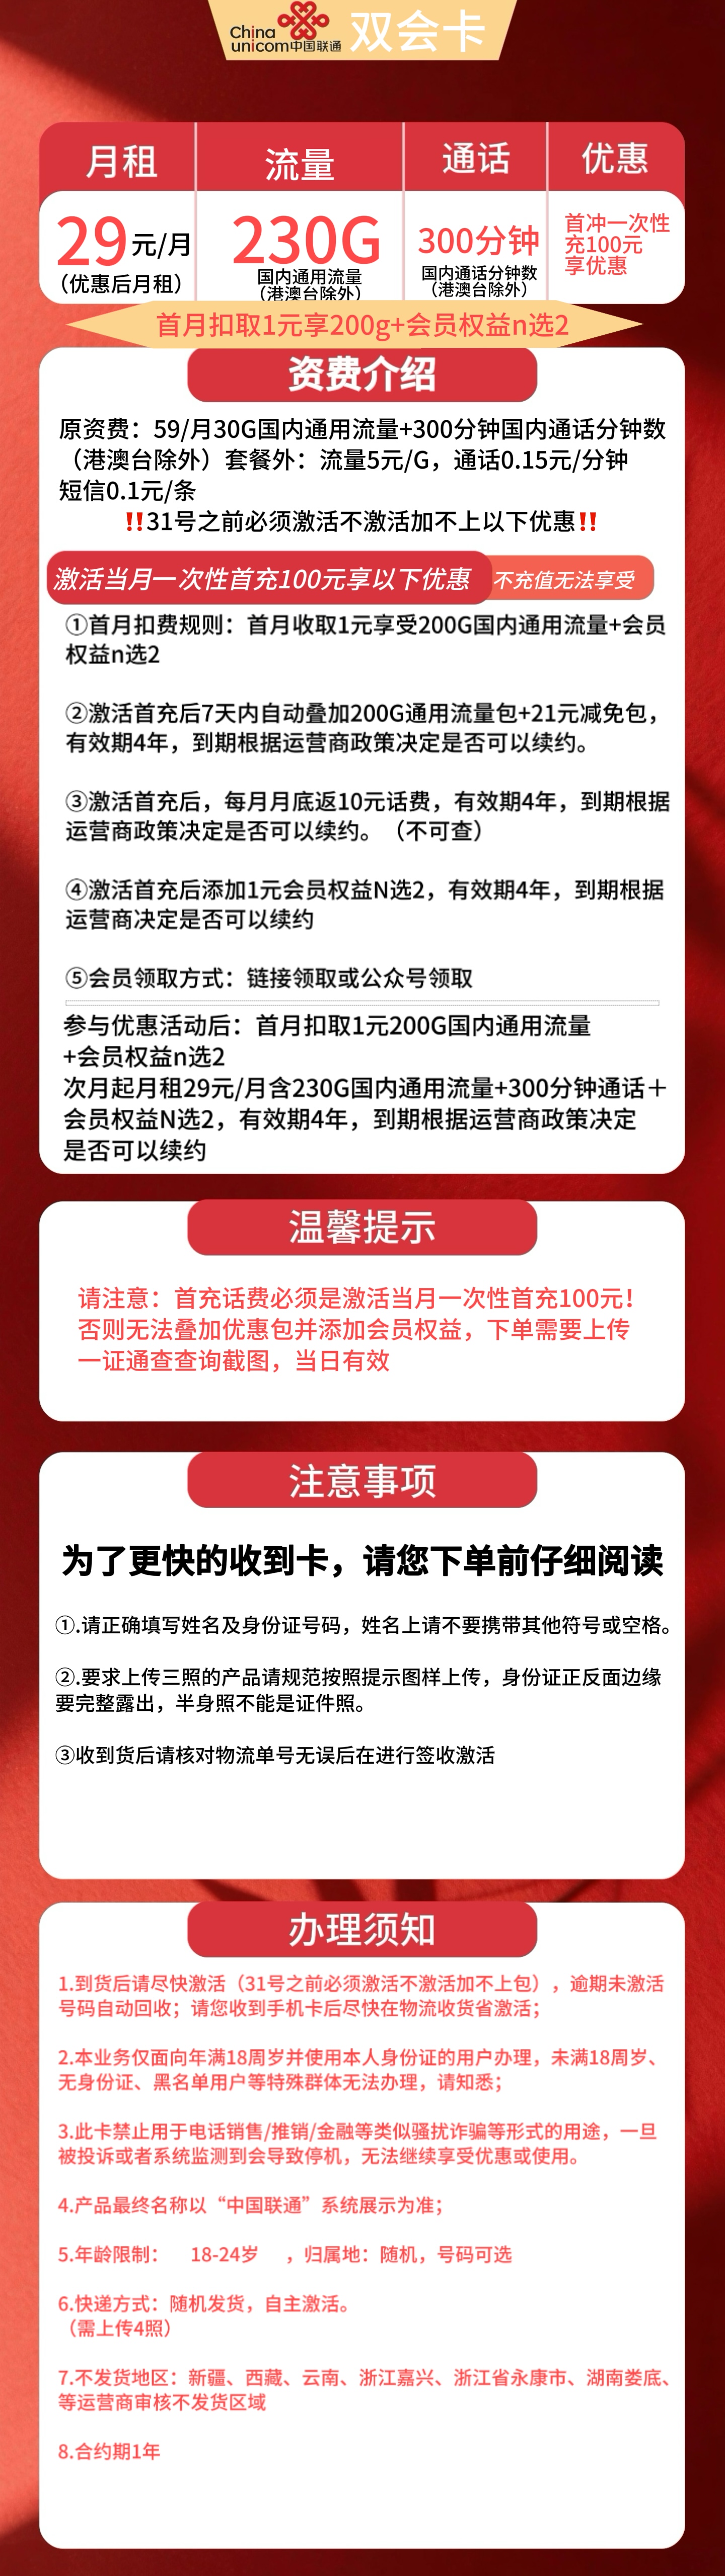 China
unicom中国联通
双会卡
月租
流量
通话
优惠
29元/月
（优惠后月租）
230G
国内通用流量
（港澳台除外）
300分钟
国内通话分钟数
（港澳台除外）
首冲一次性
充100元
享优惠
首月扣取1元享200g+会员权益n选2
资费介绍
原资费：59/月30G国内通用流量+300分钟国内通话分钟数
（港澳台除外）套餐外：流量5元/G，通话0.15元/分钟
短信0.1元/条
‼31号之前必须激活不激活加不上以下优惠‼
激活当月一次性首充100元享以下优惠
不充值无法享受
①首月扣费规则：首月收取1元享受200G国内通用流量+会员
权益n选2
②激活首充后7天内自动叠加200G通用流量包+21元减免包，
有效期4年，到期根据运营商政策决定是否可以续约。
③激活首充后，每月月底返10元话费，有效期4年，到期根据
运营商政策决定是否可以续约。（不可查）
④激活首充后添加1元会员权益N选2，有效期4年，到期根据
运营商决定是否可以续约
⑤会员领取方式：链接领取或公众号领取
参与优惠活动后：首月扣取1元200G国内通用流量
+会员权益n选2
次月起月租29元/月含230G国内通用流量+300分钟通话＋
会员权益N选2，有效期4年，到期根据运营商政策决定
是否可以续约
温馨提示
请注意：首充话费必须是激活当月一次性首充100元！
否则无法叠加优惠包并添加会员权益，下单需要上传
一证通查查询截图，当日有效
注意事项
为了更快的收到卡，请您下单前仔细阅读
①.请正确填写姓名及身份证号码，姓名上请不要携带其他符号或空格。
②.要求上传三照的产品请规范按照提示图样上传，身份证正反面边缘
要完整露出，半身照不能是证件照。
③收到货后请核对物流单号无误后在进行签收激活
办理须知
1.到货后请尽快激活（31号之前必须激活不激活加不上包），逾期未激活
号码自动回收；请您收到手机卡后尽快在物流收货省激活；
2.本业务仅面向年满18周岁并使用本人身份证的用户办理，未满18周岁、
无身份证、黑名单用户等特殊群体无法办理，请知悉；
3.此卡禁止用于电话销售/推销/金融等类似骚扰诈骗等形式的用途，一旦
被投诉或者系统监测到会导致停机，无法继续享受优惠或使用。
4.产品最终名称以“中国联通”系统展示为准；
5.年龄限制： 18-24岁 ，归属地：随机，号码可选
6.快递方式：随机发货，自主激活。
（需上传4照）
7.不发货地区：新疆、西藏、云南、浙江嘉兴、浙江省永康市、湖南娄底、
等运营商审核不发货区域
8.合约期1年